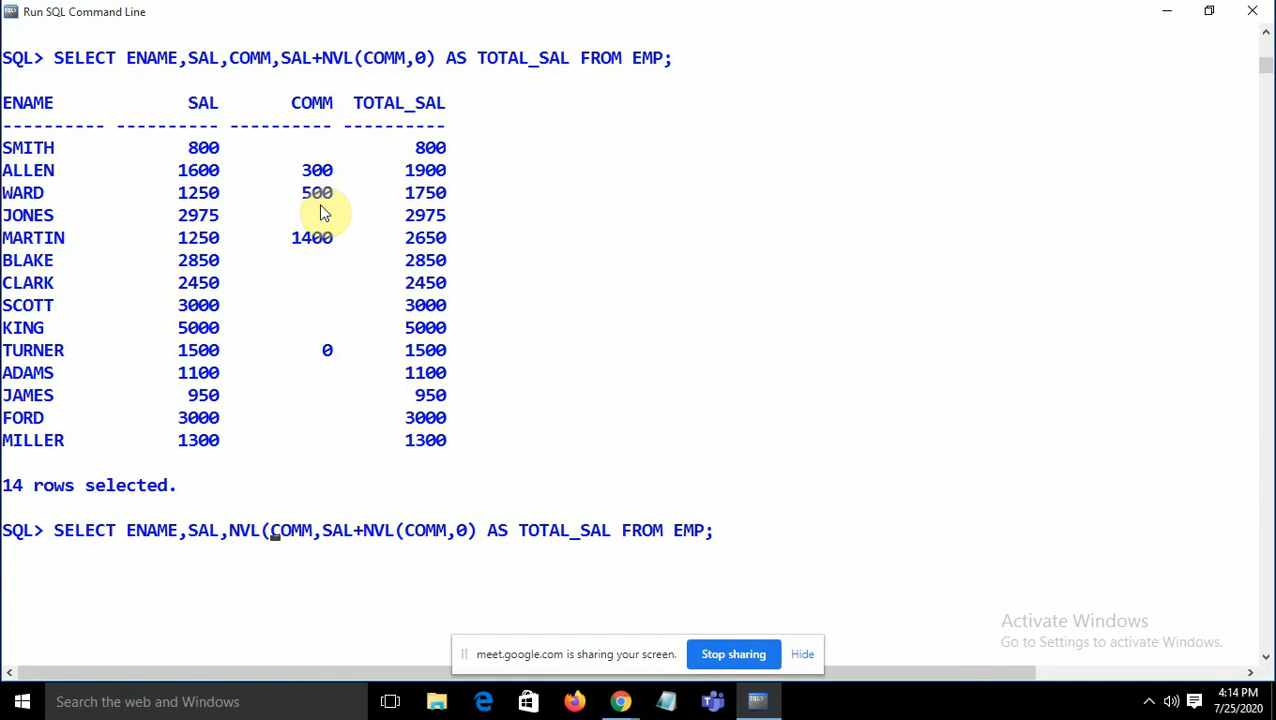 Run SQL Command Line
SQL> SELECT ENAME,SAL,COMM,SAL+NVL(COMM,0) AS TOTAL_SAL FROM EMP;
ENAME SAL COMM TOTAL_SAL
---------- ---------- ---------- ----------
SMITH 800 800
ALLEN 1600 300 1900
WARD 1250 500 1750
JONES 2975 2975
MARTIN 1250 1400 2650
BLAKE 2850 2850
CLARK 2450 2450
SCOTT 3000 3000
KING 5000 5000
TURNER 1500 0 1500
ADAMS 1100 1100
JAMES 950 950
FORD 3000 3000
MILLER 1300 1300
14 rows selected.
SQL> SELECT ENAME,SAL,NVL(COMM,SAL+NVL(COMM,0) AS TOTAL_SAL FROM EMP;
Activate Windows
Go to Settings to activate Windows.
meet.google.com is sharing your screen. Stop sharing Hide
Search the web and Windows
4:14 PM
7/25/2020